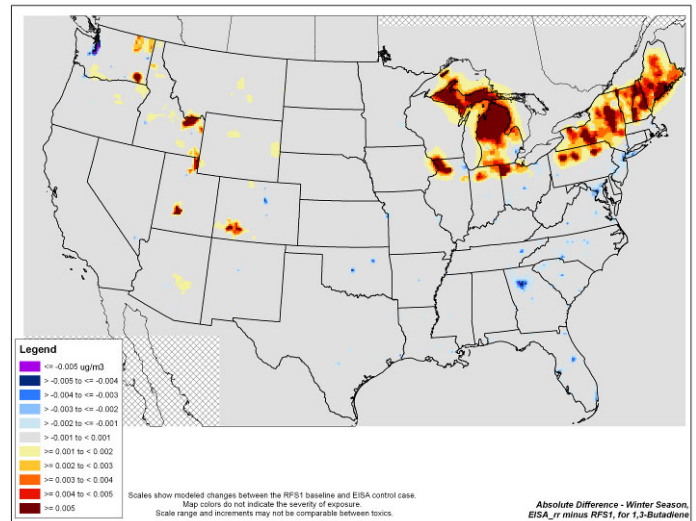 Legend
<= -0.005 ug/m3
> -0.005 to <= -0.004
> -0.004 to <= -0.003
> -0.003 to <= -0.002
> -0.002 to <= -0.001
> -0.001 to < 0.001
>= 0.001 to < 0.002
>= 0.002 to < 0.003
>= 0.003 to < 0.004
>= 0.004 to < 0.005
>= 0.005
Scales show modeled changes between the RFS1 baseline and EISA control case.
Map colors do not indicate the severity of exposure.
Scale range and increments may not be comparable between toxics.
Absolute Difference - Winter Season,
EISA_rr minus RFS1, for 1,3-Butadiene